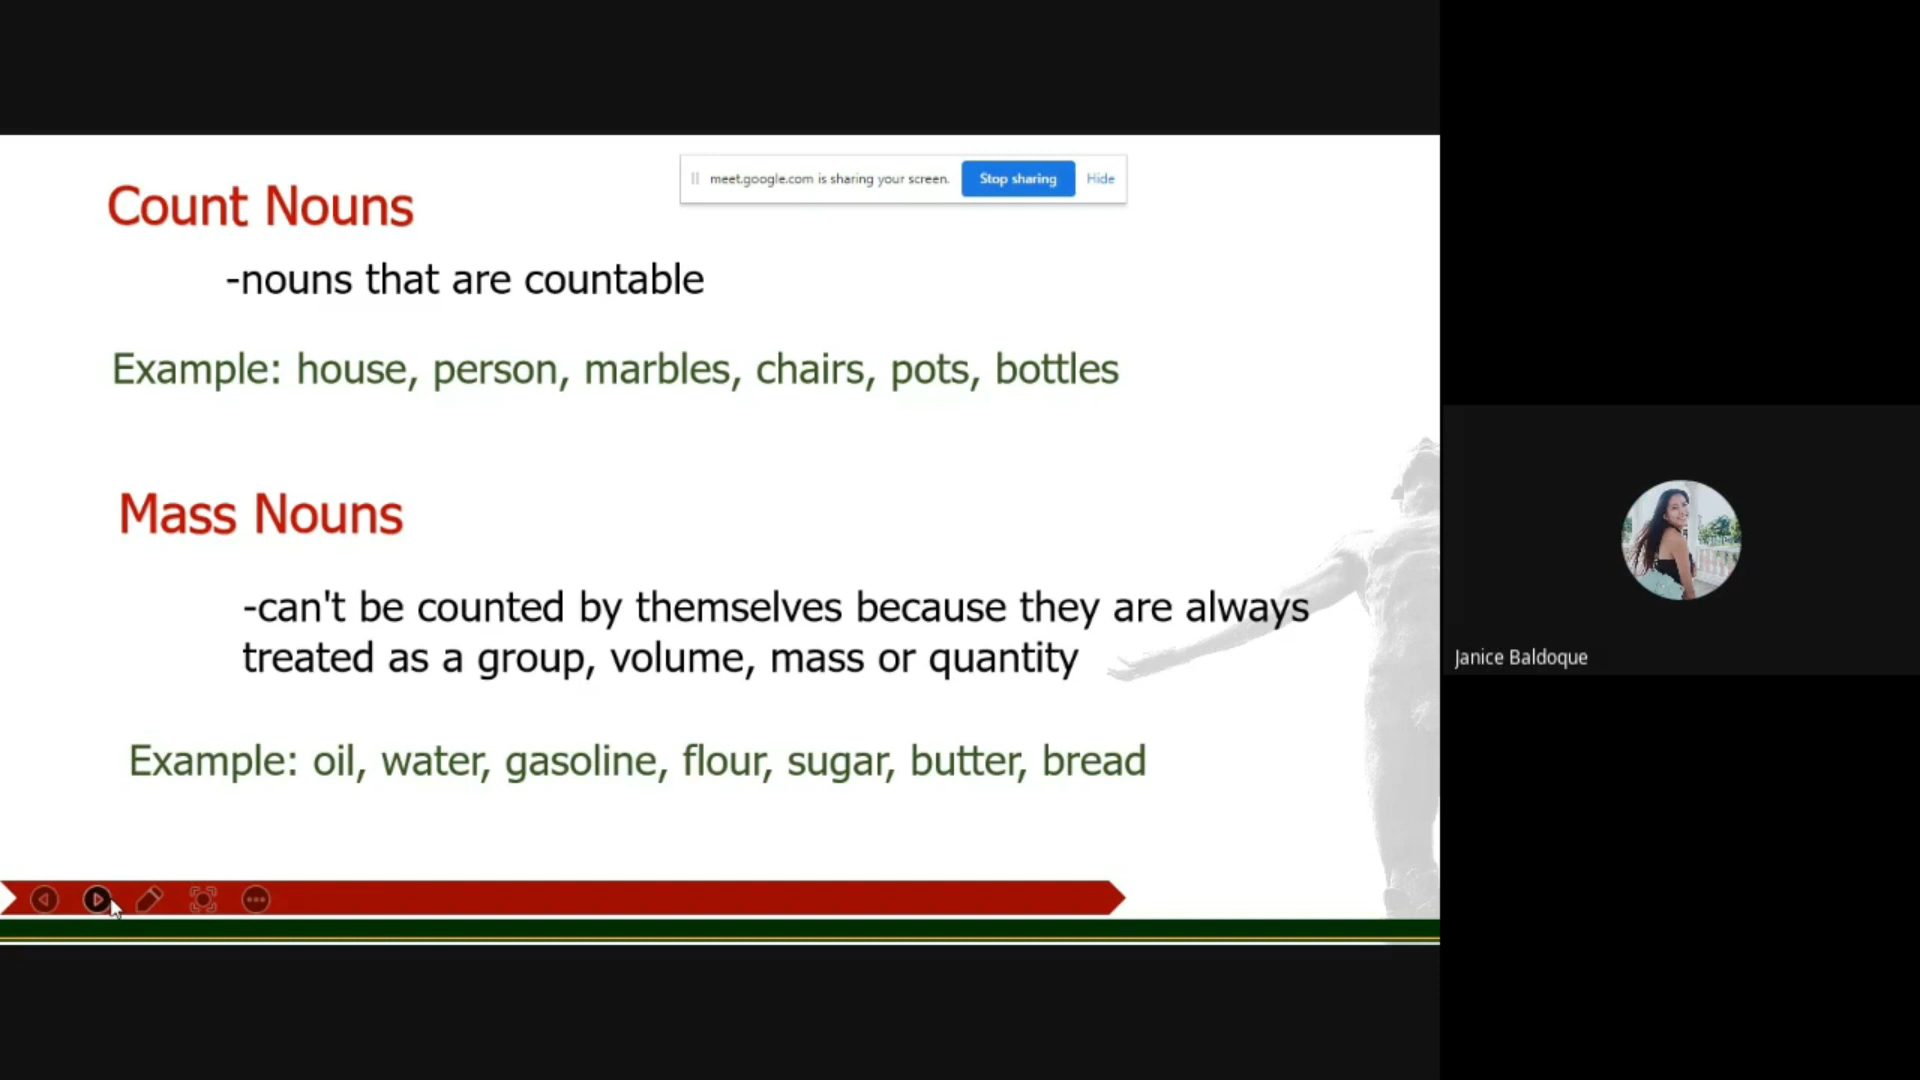 meet.google.com is sharing your screen. Stop sharing Hide
Count Nouns
-nouns that are countable
Example: house, person, marbles, chairs, pots, bottles
Mass Nouns
-can't be counted by themselves because they are always
treated as a group, volume, mass or quantity
Example: oil, water, gasoline, flour, sugar, butter, bread
Janice Baldoque